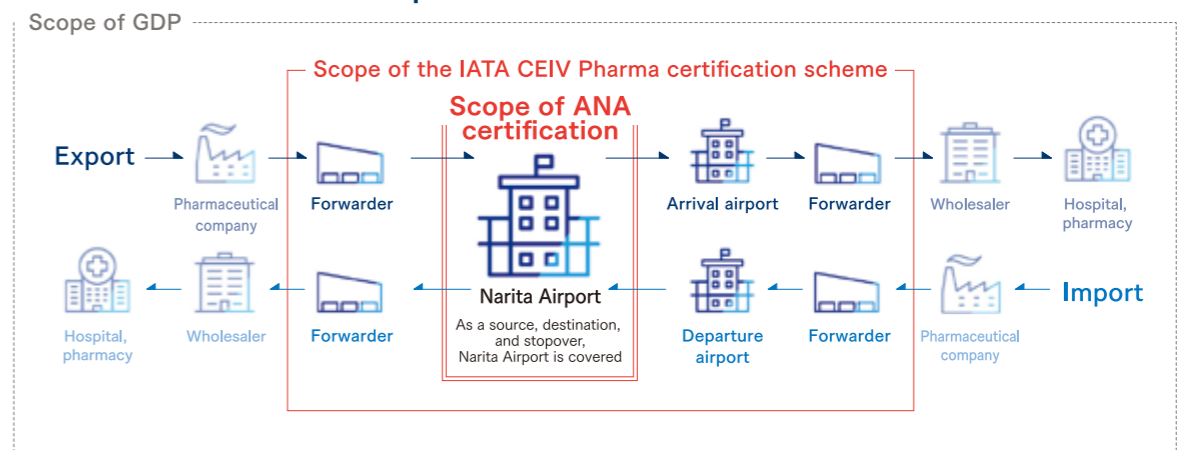 Scope of GDP
Scope of the IATA CEIV Pharma certification scheme
Scope of ANA
certification
Export
Pharmaceutical
company
Forwarder
Arrival airport
Forwarder
Wholesaler
Hospital,
pharmacy
Hospital,
pharmacy
Wholesaler
Forwarder
Narita Airport
As a source, destination,
and stopover,
Narita Airport is covered
Departure
airport
Forwarder
Pharmaceutical
company
Import